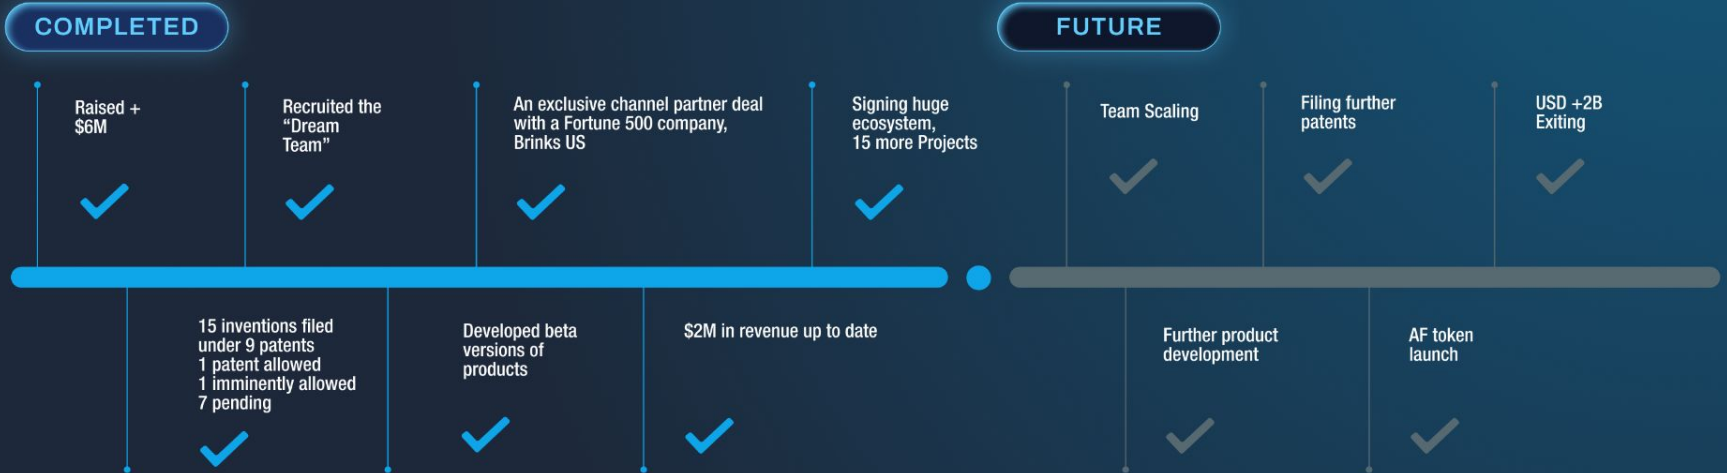 COMPLETED
FUTURE
Raised +
$6M
Recruited the
“Dream
Team”
An exclusive channel partner deal
with a Fortune 500 company,
Brinks US
Signing huge
ecosystem,
15 more Projects
Team Scaling
Filing further
patents
USD +2B
Exiting
15 inventions filed
under 9 patents
1 patent allowed
1 imminently allowed
7 pending
Developed beta
versions of
products
$2M in revenue up to date
Further product
development
AF token
launch